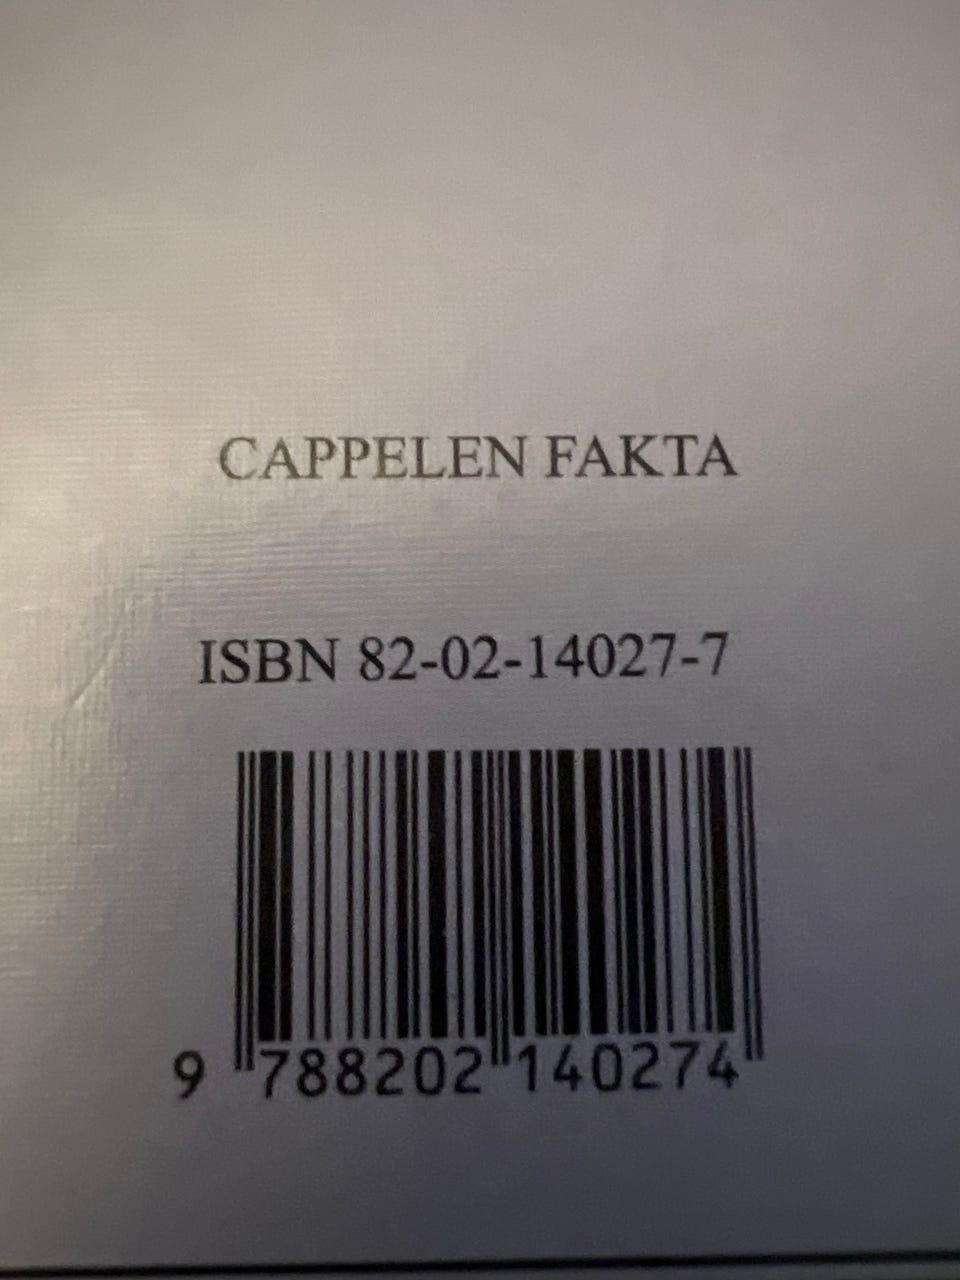 CAPPELEN FAKTA
ISBN 82-02-14027-7
9 788202 140274